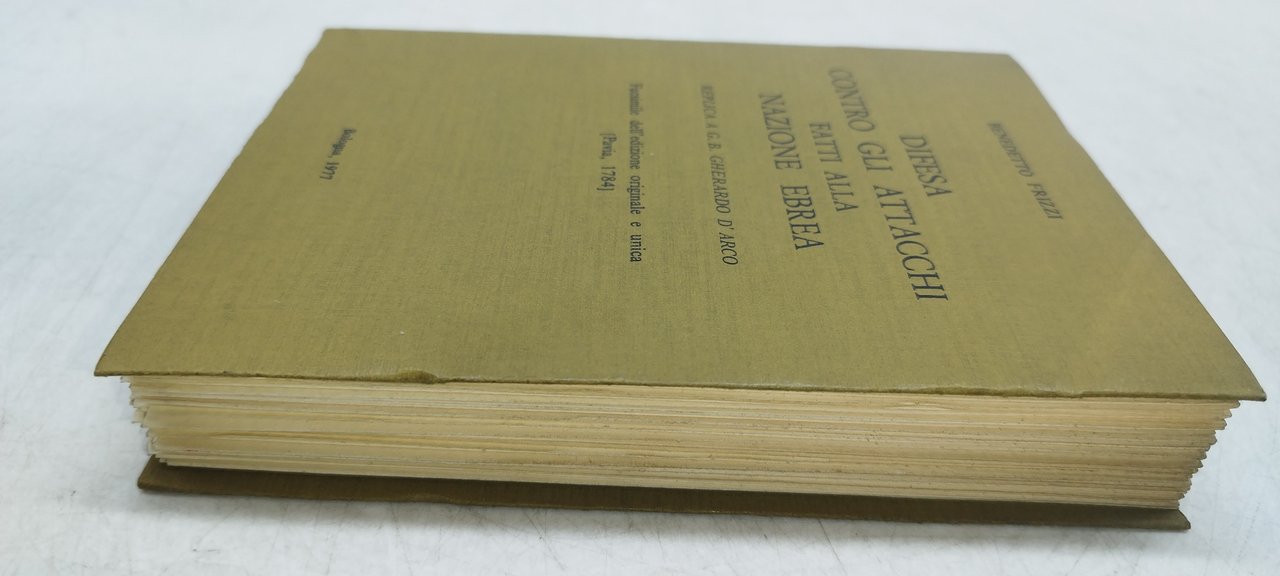 BENEDETTO FRIZZI
DIFESA
CONTRO GLI ATTACCHI
FATTI ALLA
NAZIONE EBREA
REPLICA A G. B. GHERARDO D'ARCO
Facsimile dell'edizione originale e unica
[Pavia, 1784]
Bologna, 1977